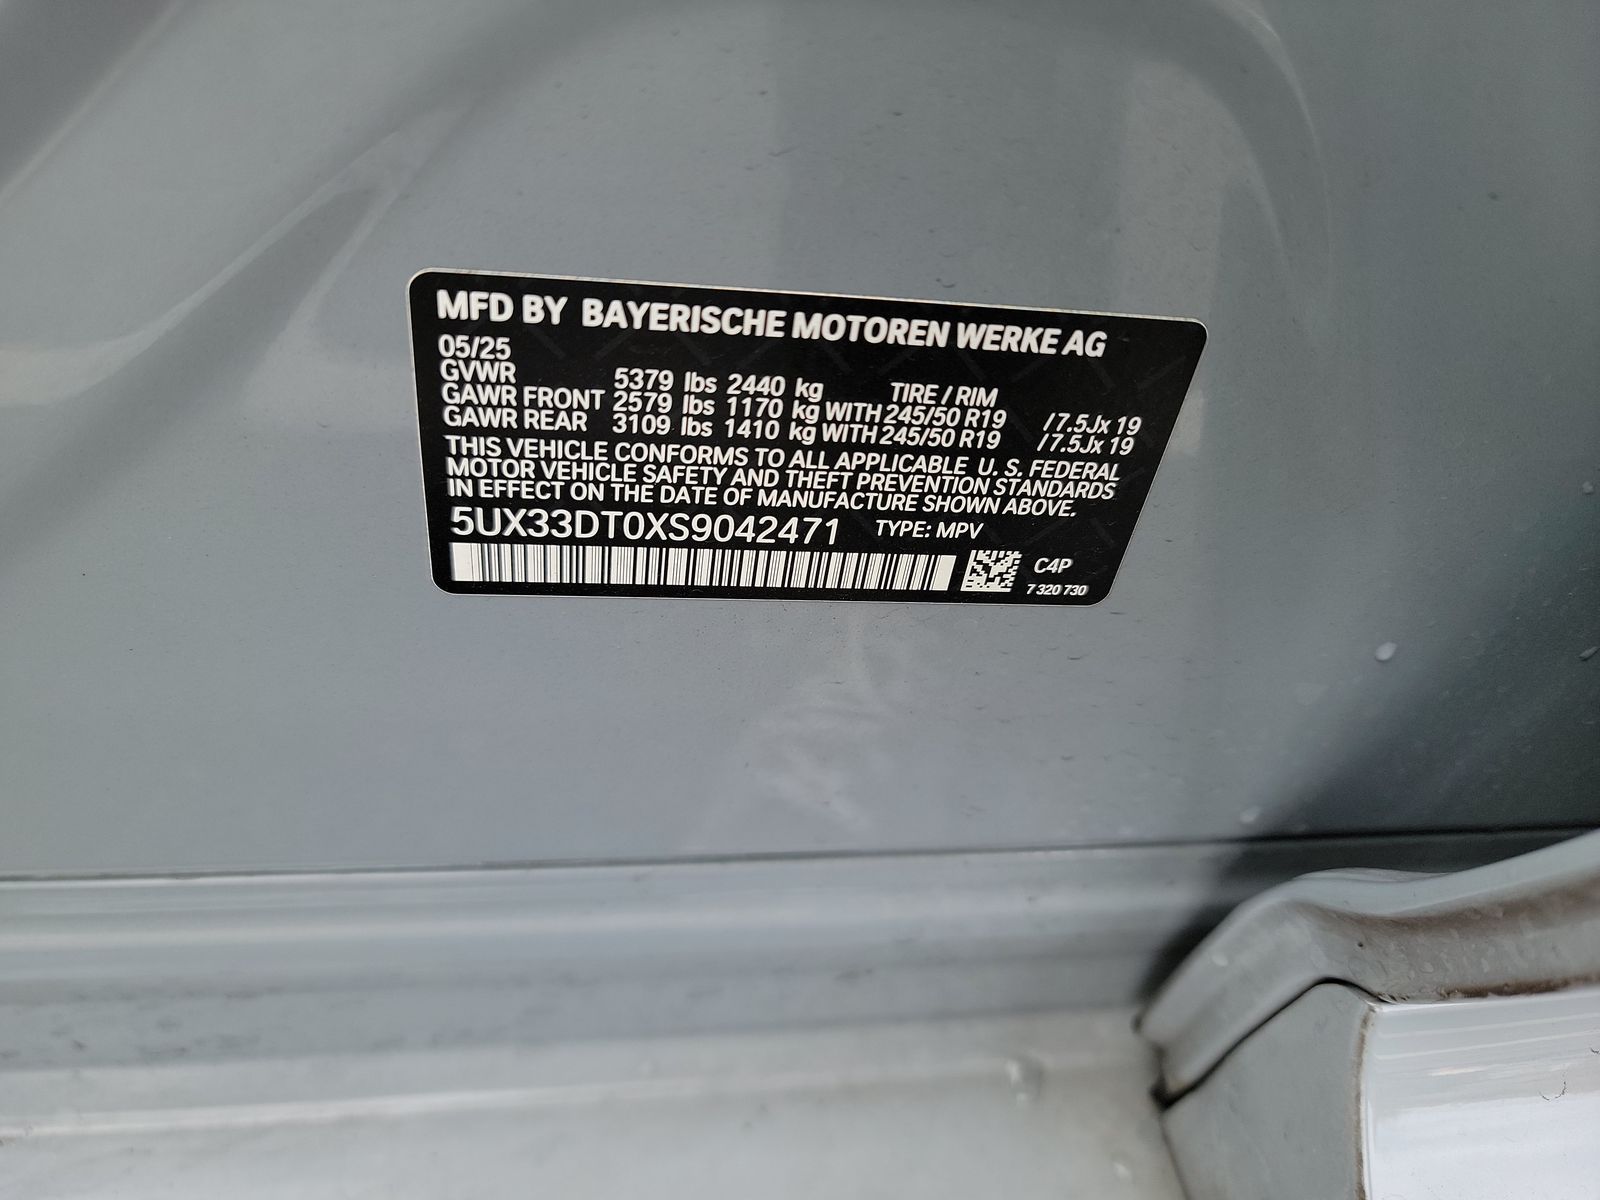 MFD BY BAYERISCHE MOTOREN WERKE AG
05/25
GVWR 5379 lbs 2440 kg TIRE / RIM
GAWR FRONT 2579 lbs 1170 kg WITH 245/50 R19 /7.5Jx 19
GAWR REAR 3109 lbs 1410 kg WITH 245/50 R19 /7.5Jx 19
THIS VEHICLE CONFORMS TO ALL APPLICABLE U. S. FEDERAL
MOTOR VEHICLE SAFETY AND THEFT PREVENTION STANDARDS
IN EFFECT ON THE DATE OF MANUFACTURE SHOWN ABOVE.
5UX33DT0XS9042471 TYPE: MPV
C4P
7 320 730